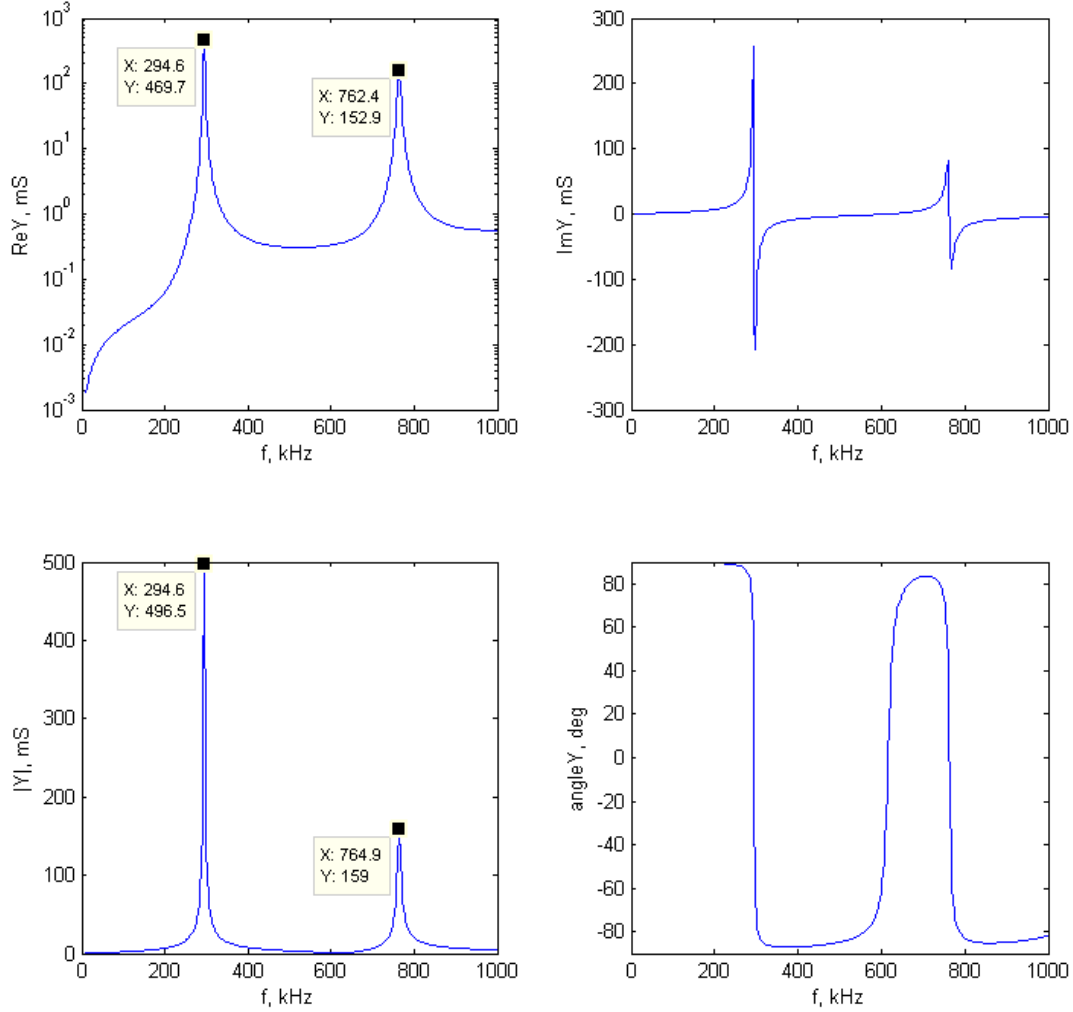 10^3
10^2
10^1
10^0
10^-1
10^-2
10^-3
ReY, mS
X: 294.6
Y: 469.7
X: 762.4
Y: 152.9
0 200 400 600 800 1000
f, kHz
300
200
100
0
-100
-200
-300
ImY, mS
0 200 400 600 800 1000
f, kHz
500
400
300
200
100
0
|Y|, mS
X: 294.6
Y: 496.5
X: 764.9
Y: 159
0 200 400 600 800 1000
f, kHz
80
60
40
20
0
-20
-40
-60
-80
angleY, deg
0 200 400 600 800 1000
f, kHz